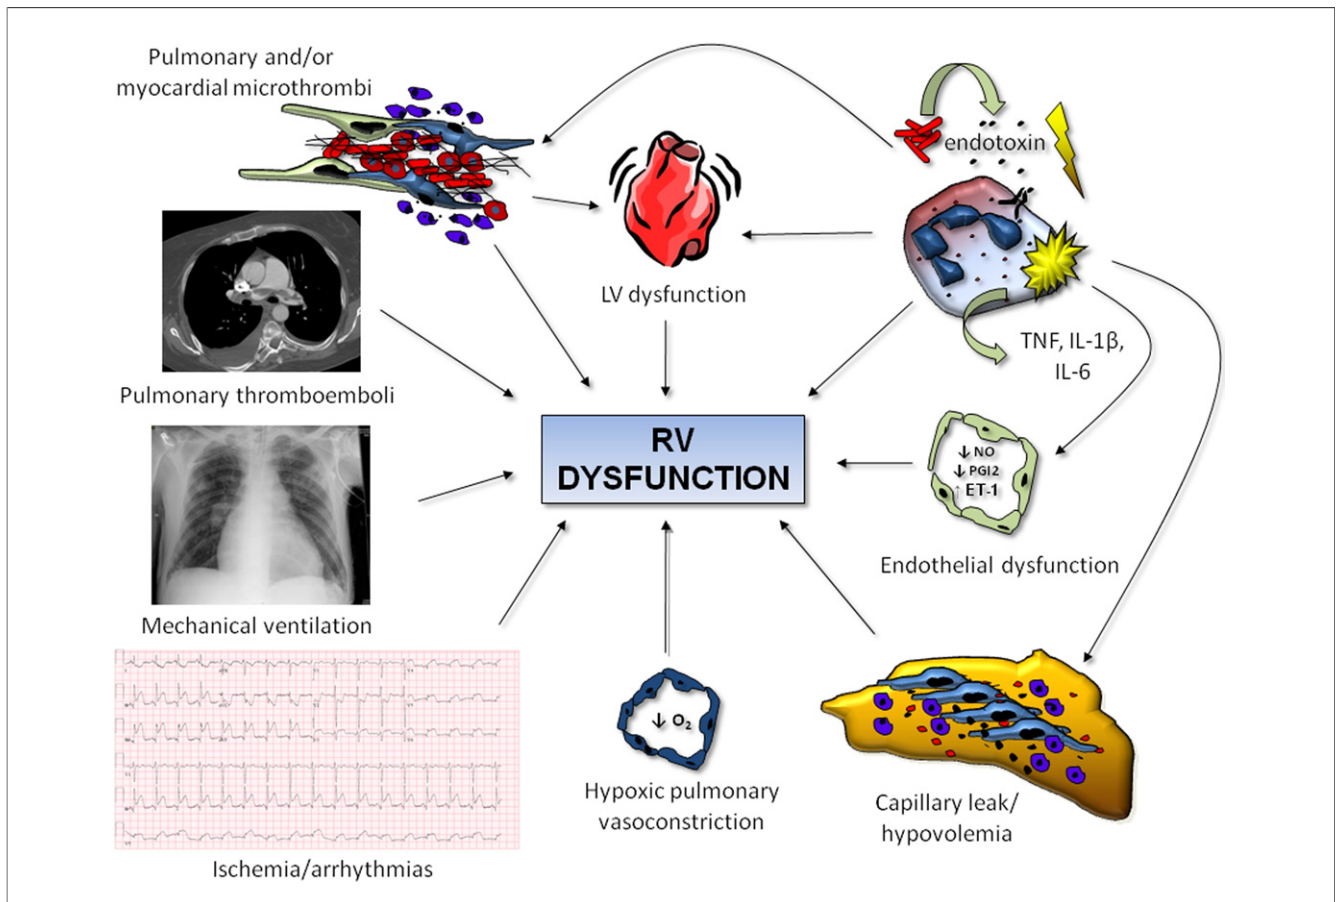 Pulmonary and/or
myocardial microthrombi
endotoxin
LV dysfunction
TNF, IL-1β,
IL-6
Pulmonary thromboemboli
RV
DYSFUNCTION
↓ NO
↓ PGI2
↑ ET-1
Endothelial dysfunction
Mechanical ventilation
↓ O₂
Hypoxic pulmonary
vasoconstriction
Capillary leak/
hypovolemia
Ischemia/arrhythmias